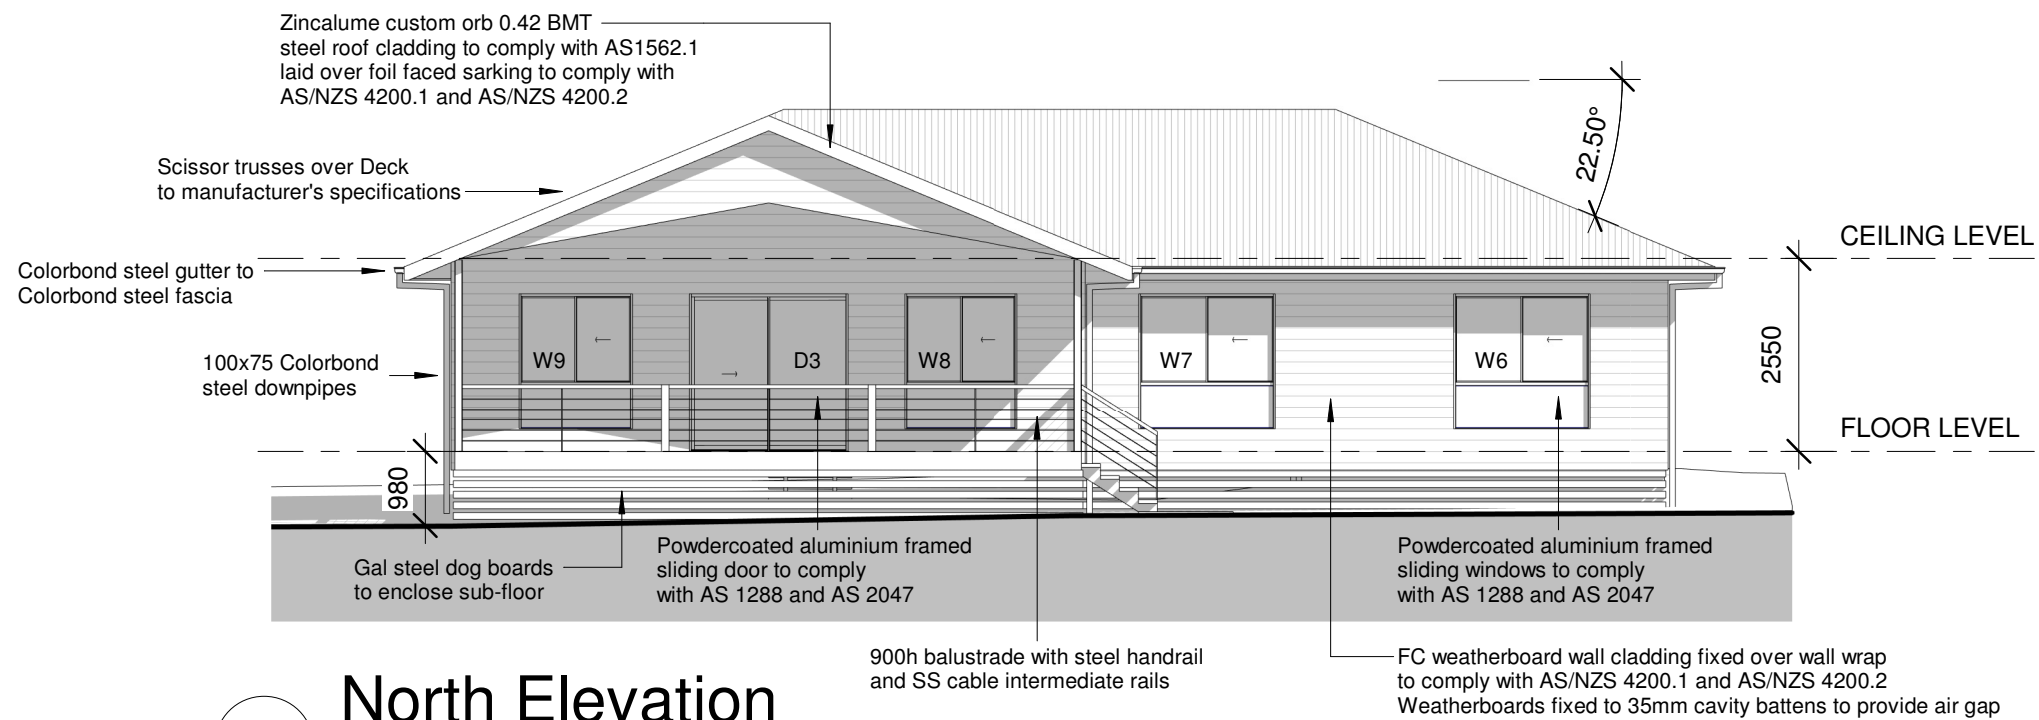 Zincalume custom orb 0.42 BMT
steel roof cladding to comply with AS1562.1
laid over foil faced sarking to comply with
AS/NZS 4200.1 and AS/NZS 4200.2
22.50°
Scissor trusses over Deck
to manufacturer's specifications
CEILING LEVEL
Colorbond steel gutter to
Colorbond steel fascia
2550
100x75 Colorbond
steel downpipes
W9
D3
W8
W7
W6
FLOOR LEVEL
980
Gal steel dog boards
to enclose sub-floor
Powdercoated aluminium framed
sliding door to comply
with AS 1288 and AS 2047
Powdercoated aluminium framed
sliding windows to comply
with AS 1288 and AS 2047
900h balustrade with steel handrail
and SS cable intermediate rails
FC weatherboard wall cladding fixed over wall wrap
to comply with AS/NZS 4200.1 and AS/NZS 4200.2
Weatherboards fixed to 35mm cavity battens to provide air gap
North Elevation